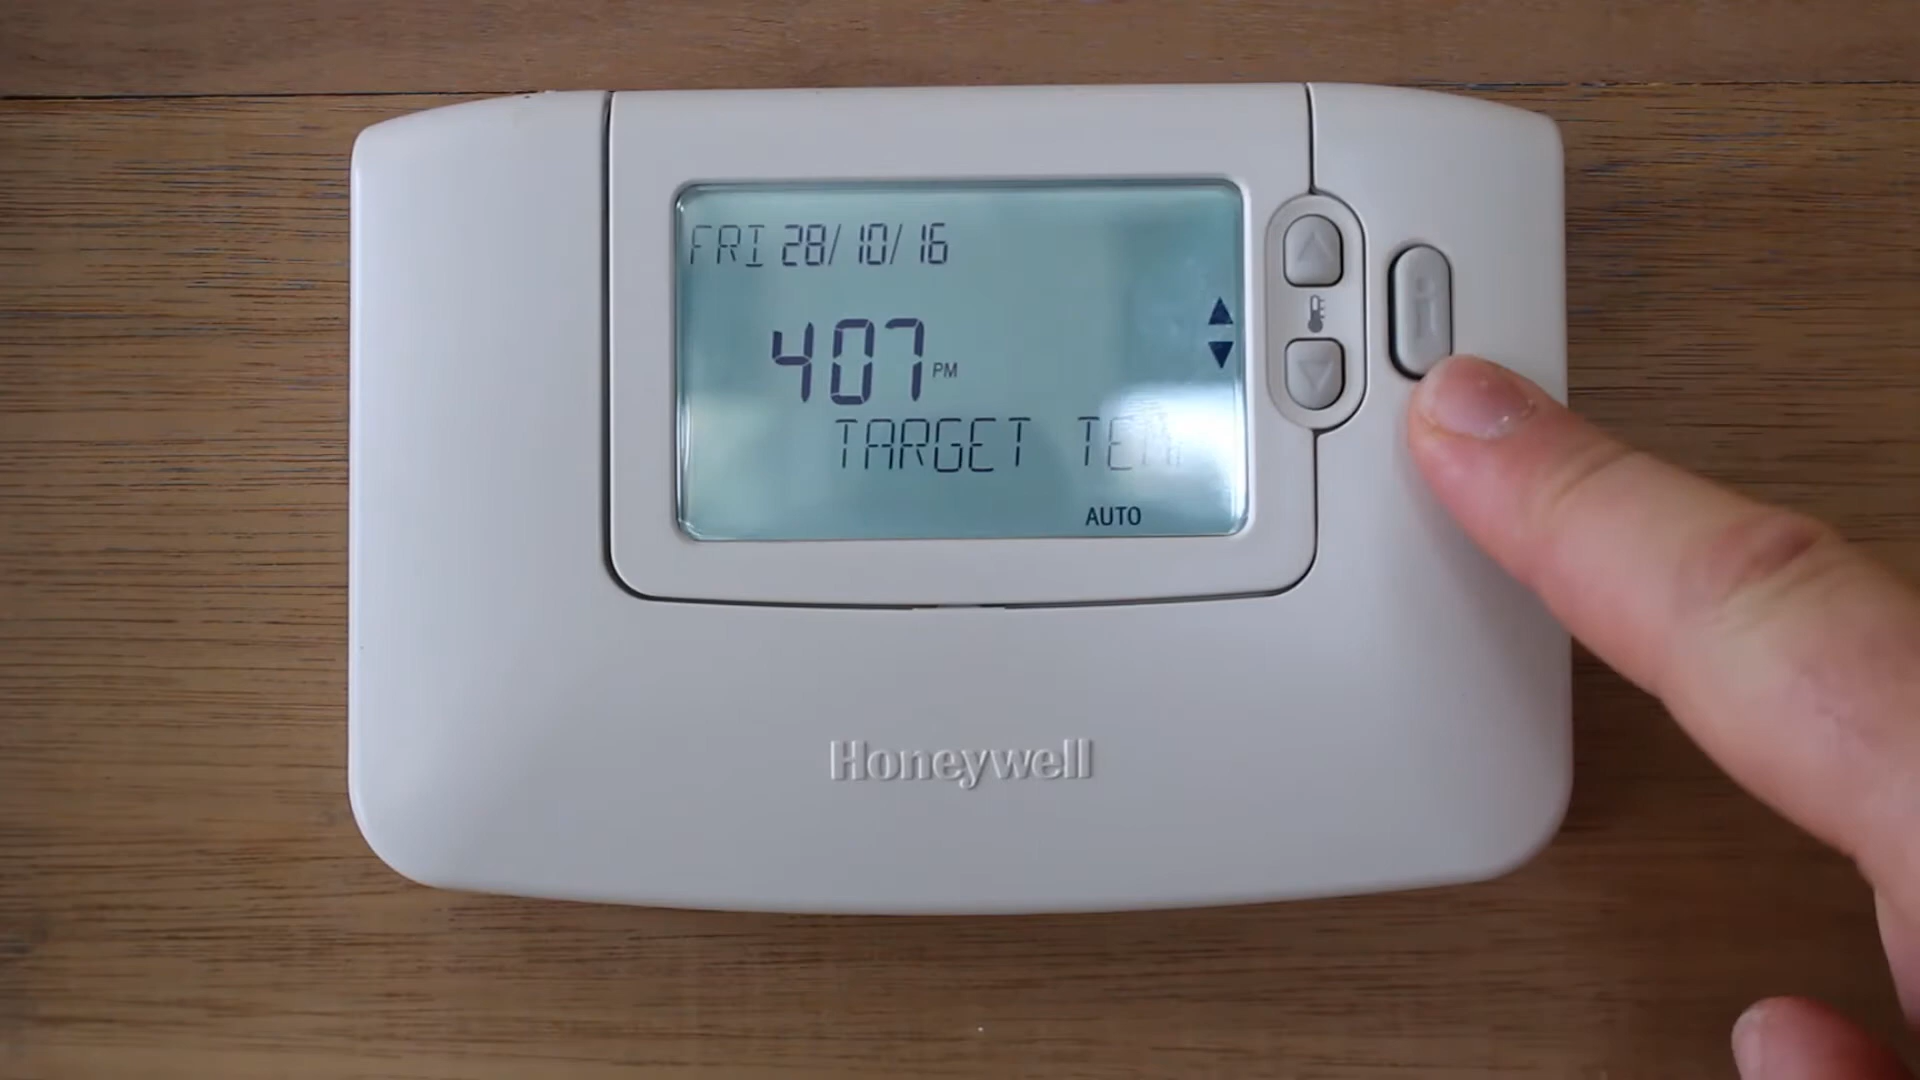 FRI 28/10/16
407 PM
TARGET
AUTO
i
Honeywell